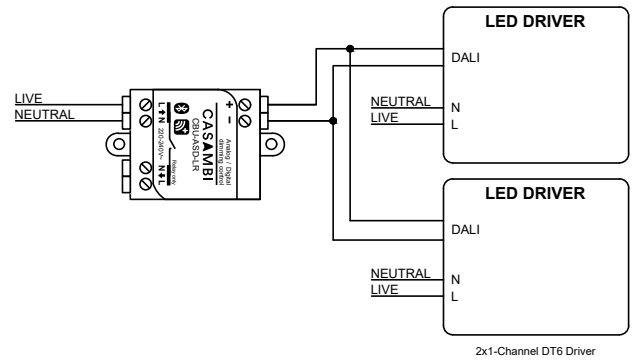 LED DRIVER
DALI
NEUTRAL
LIVE
N
L
LIVE
NEUTRAL
L N
220-240V~
N L
Relay only
CASAMBI
CBU-ASD-LR
Analog / Digital
dimming control
+
-
LED DRIVER
DALI
NEUTRAL
LIVE
N
L
2x1-Channel DT6 Driver